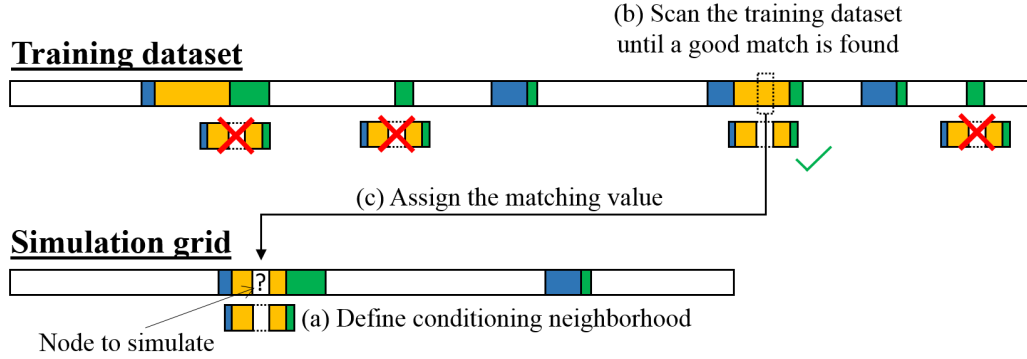 (b) Scan the training dataset
until a good match is found
Training dataset
(c) Assign the matching value
Simulation grid
?
(a) Define conditioning neighborhood
Node to simulate